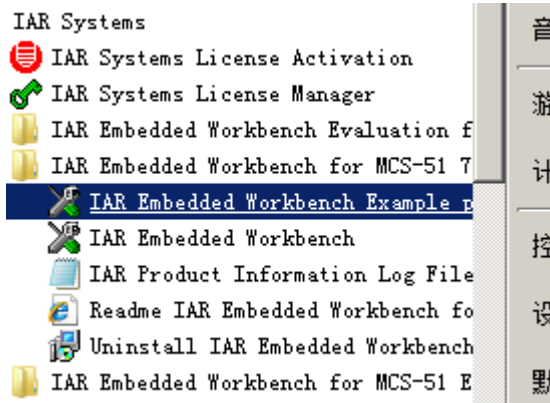 IAR Systems
IAR Systems License Activation
IAR Systems License Manager
IAR Embedded Workbench Evaluation f
IAR Embedded Workbench for MCS-51 7
IAR Embedded Workbench Example p
IAR Embedded Workbench
IAR Product Information Log File
Readme IAR Embedded Workbench fo
Uninstall IAR Embedded Workbench
IAR Embedded Workbench for MCS-51 E
音
游
计
控
设
默